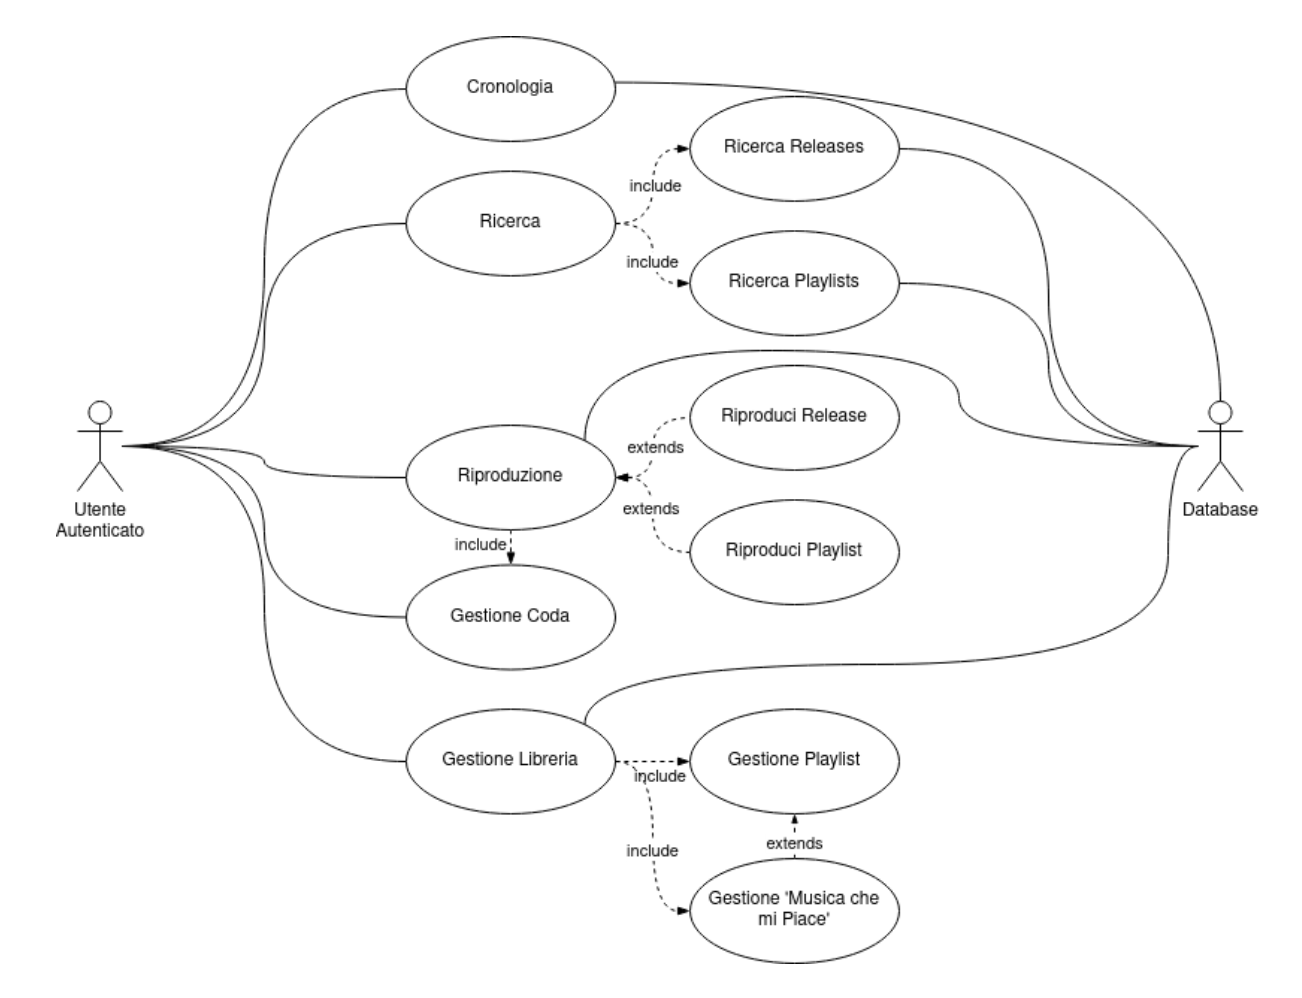 Cronologia
Ricerca Releases
include
Ricerca
include
Ricerca Playlists
Riproduci Release
extends
Riproduzione
extends
Utente
Autenticato
Database
include
Riproduci Playlist
Gestione Coda
Gestione Libreria
include
Gestione Playlist
include
extends
Gestione 'Musica che
mi Piace'